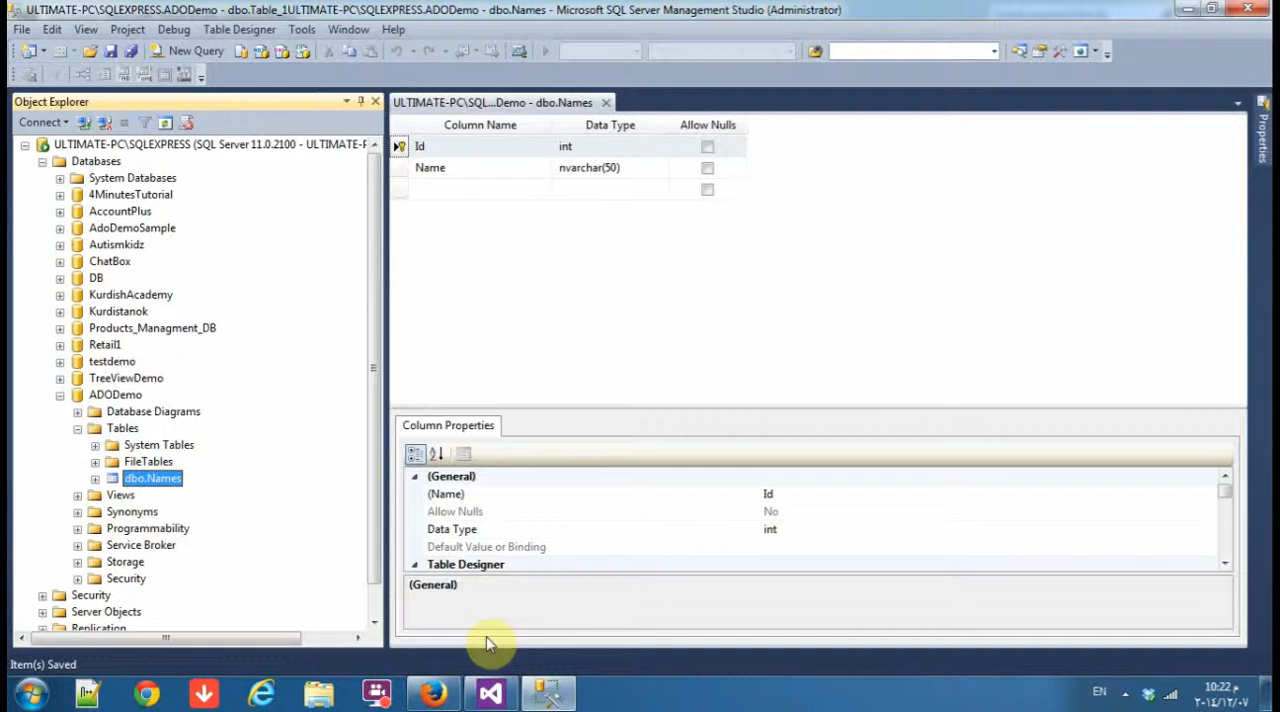 ULTIMATE-PC\SQLEXPRESS.ADODemo - dbo.Table_1ULTIMATE-PC\SQLEXPRESS.ADODemo - dbo.Names - Microsoft SQL Server Management Studio (Administrator)
File Edit View Project Debug Table Designer Tools Window Help
New Query
Object Explorer
ULTIMATE-PC\SQL...Demo - dbo.Names
Connect
Column Name Data Type Allow Nulls
Id int
Name nvarchar(50)
Properties
ULTIMATE-PC\SQLEXPRESS (SQL Server 11.0.2100 - ULTIMATE-
Databases
System Databases
4MinutesTutorial
AccountPlus
AdoDemoSample
Autismkidz
ChatBox
DB
KurdishAcademy
Kurdistanok
Products_Managment_DB
Retail1
testdemo
TreeViewDemo
ADODemo
Database Diagrams
Tables
System Tables
FileTables
dbo.Names
Views
Synonyms
Programmability
Service Broker
Storage
Security
Security
Server Objects
Replication
Column Properties
(General)
(Name) Id
Allow Nulls No
Data Type int
Default Value or Binding
Table Designer
(General)
Item(s) Saved
EN
10:22 م
٢٠١٤/١٢/٠٧